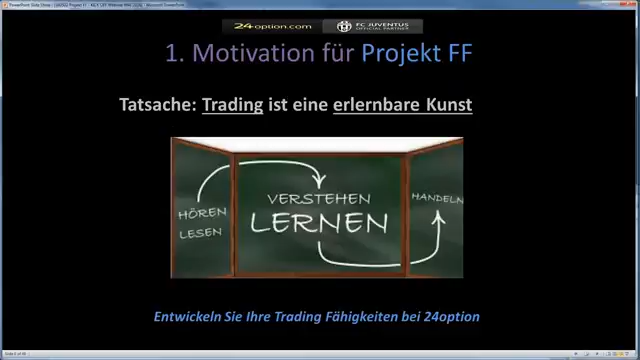 24option.com
FC JUVENTUS
OFFICIAL PARTNER
1. Motivation für Projekt FF
Tatsache: Trading ist eine erlernbare Kunst
HÖREN
LESEN
VERSTEHEN
LERNEN
HANDELN
Entwickeln Sie Ihre Trading Fähigkeiten bei 24option